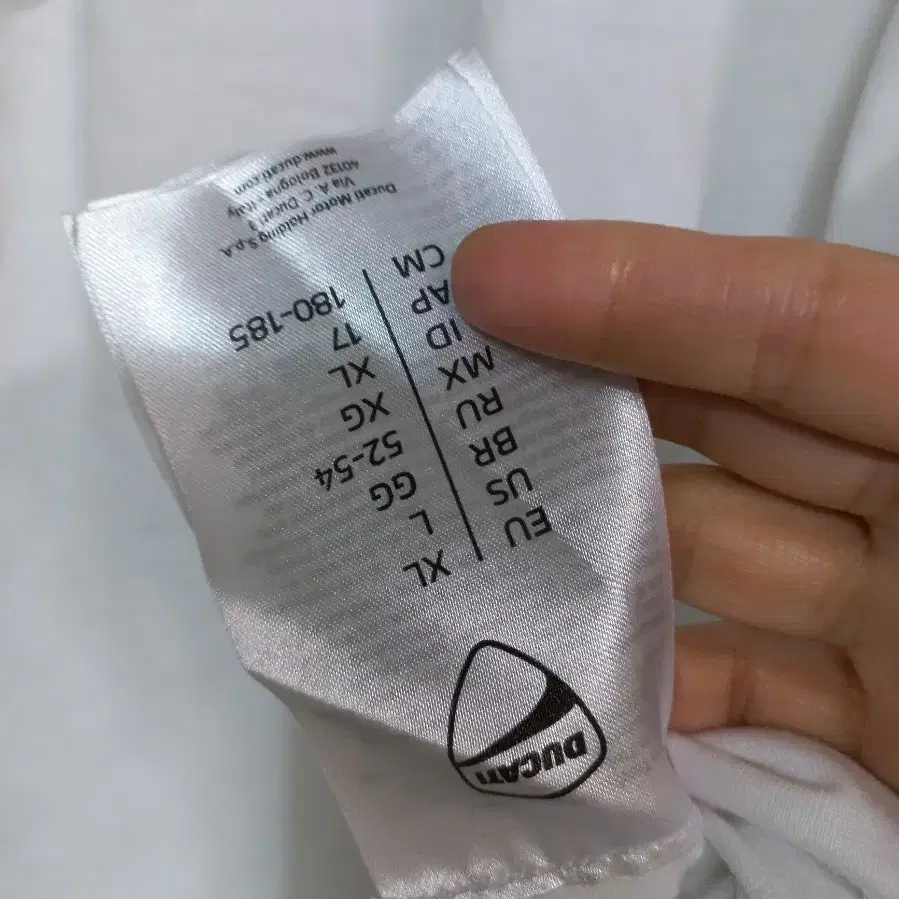 DUCATI
EU XL
US L
BR GG
RU 52-54
MX XG
ID XL
AP 17
CM 180-185
Ducati Motor Holding S.p.A.
Via A. C. Ducati 3
40132 Bologna - Italy
www.ducati.com